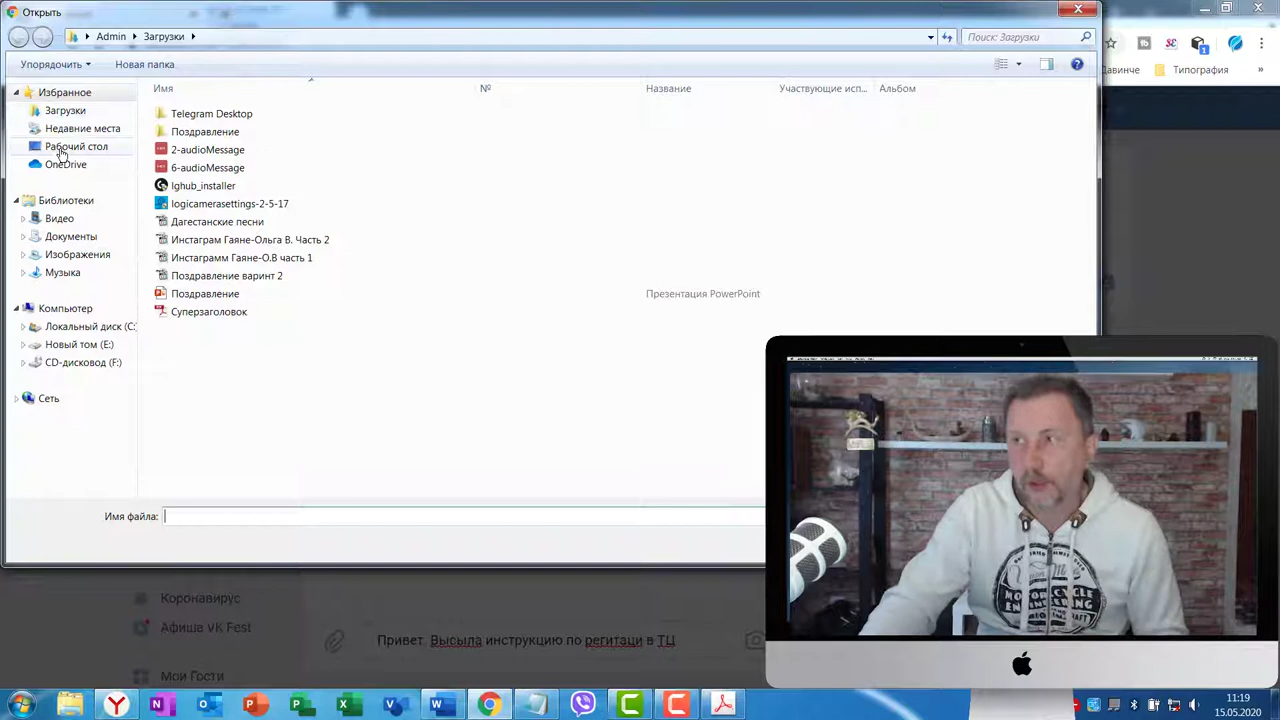 Открыть
Admin
Загрузки
Поиск: Загрузки
Упорядочить
Новая папка
Давинче
Типография
Избранное
Загрузки
Недавние места
Рабочий стол
OneDrive
Библиотеки
Видео
Документы
Изображения
Музыка
Компьютер
Локальный диск (C:
Новый том (E:)
CD-дисковод (F:)
Сеть
Имя
№
Название
Участвующие исп...
Альбом
Telegram Desktop
Поздравление
2-audioMessage
6-audioMessage
lghub_installer
logicamerasettings-2-5-17
Дагестанские песни
Инстаграм Гаяне-Ольга В. Часть 2
Инстаграмм Гаяне-О.В часть 1
Поздравление варинт 2
Поздравление
Презентация PowerPoint
Суперзаголовок
Имя файла:
Коронавирус
Афиша VK Fest
Мои Гости
Привет. Высыла инструкцию по регитаци в ТЦ
MOTORCYCLE
11:19
15.05.2020